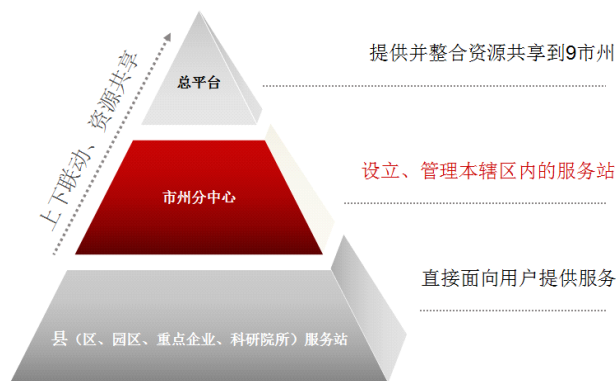 提供并整合资源共享到9市州
总平台
上下联动、资源共享
设立、管理本辖区内的服务站
市州分中心
直接面向用户提供服务
县（区、园区、重点企业、科研院所）服务站